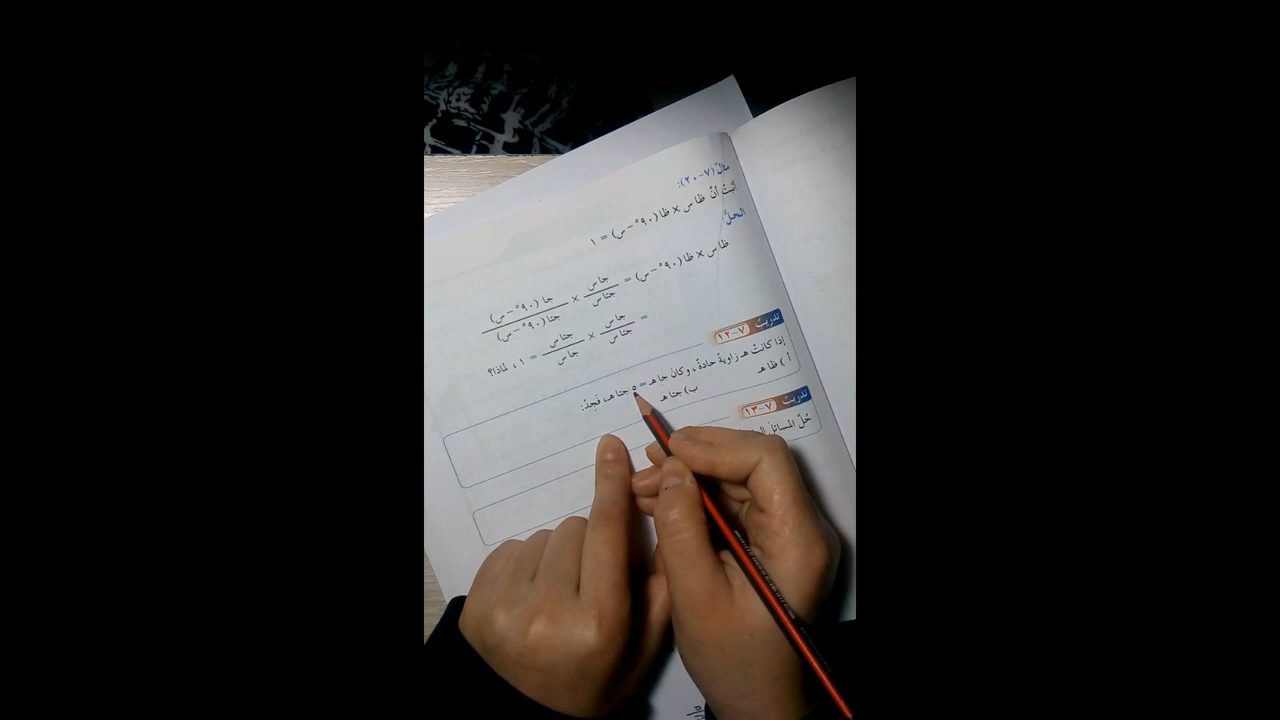 مثالٌ (٧-٢٠):
أثبتْ أنَّ ظاس × ظا (٩٠° - س) = ١
الحلُّ:
ظاس × ظا (٩٠° - س) = جاس/جتاس × جا (٩٠° - س)/جتا (٩٠° - س)
= جاس/جتاس × جتاس/جاس = ١ ، لماذا؟
تدريبٌ ٧-١٢
إذا كانتْ هـ زاويةً حادةً، وكانَ جاهـ = ٥ جتاهـ، فجِدْ:
أ) ظاهـ ب) جتاهـ
تدريبٌ ٧-١٣
حُلَّ المسائلَ